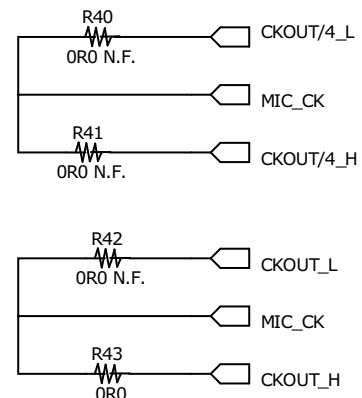 R40
CKOUT/4_L
0R0 N.F.
MIC_CK
R41
CKOUT/4_H
0R0 N.F.
R42
CKOUT_L
0R0 N.F.
MIC_CK
R43
CKOUT_H
0R0